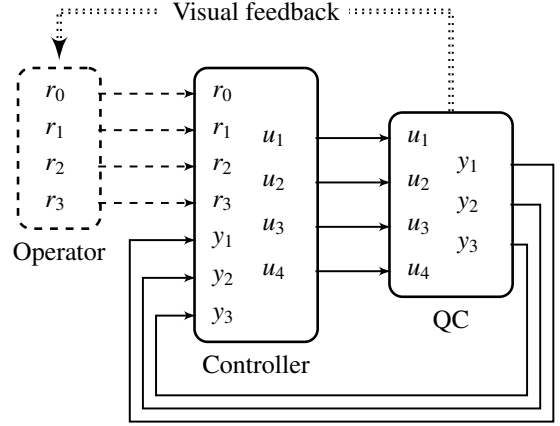 Visual feedback
r0
r1
r2
r3
Operator
r0
r1
r2
r3
y1
y2
y3
u1
u2
u3
u4
Controller
u1
u2
u3
u4
y1
y2
y3
QC